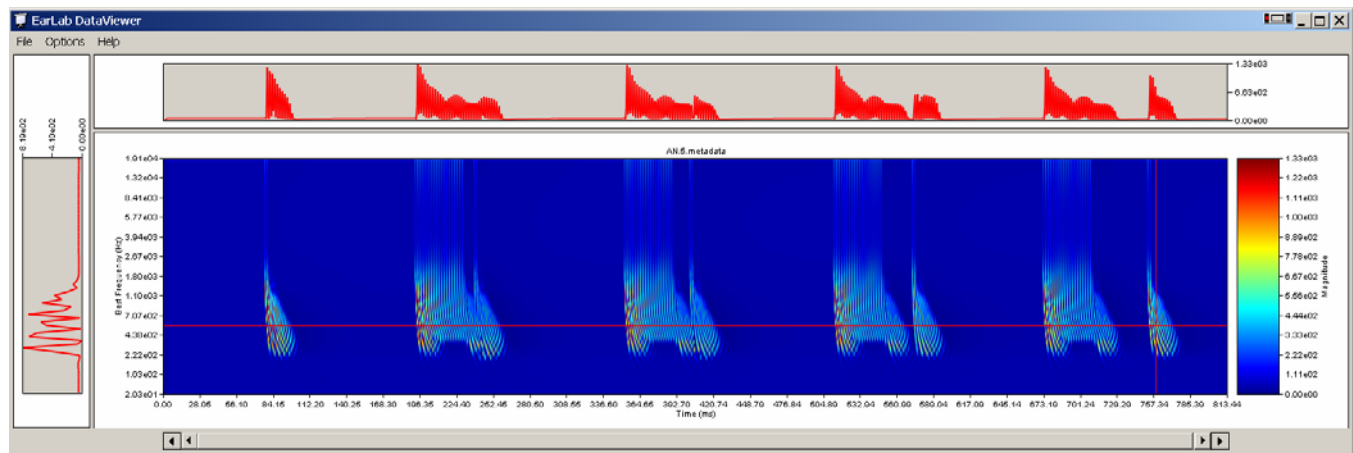 EarLab DataViewer
File Options Help
1.33e03
6.63e02
0.00e00
8.19e02
4.10e02
0.00e00
AN.6.metadata
1.91e04
1.32e04
9.41e03
5.77e03
3.94e03
2.07e03
1.80e03
1.10e03
7.07e02
4.30e02
2.22e02
1.03e02
2.03e01
Best Frequency (Hz)
0.00 28.05 56.10 84.15 112.20 140.25 168.30 196.35 224.40 252.45 280.50 308.55 336.60 364.65 392.70 420.74 448.79 476.84 504.89 532.94 560.99 589.04 617.09 645.14 673.19 701.24 729.29 757.34 785.39 813.44
Time (ms)
1.33e03
1.22e03
1.11e03
1.00e03
8.89e02
7.78e02
6.67e02
5.56e02
4.44e02
3.33e02
2.22e02
1.11e02
0.00e00
Magnitude